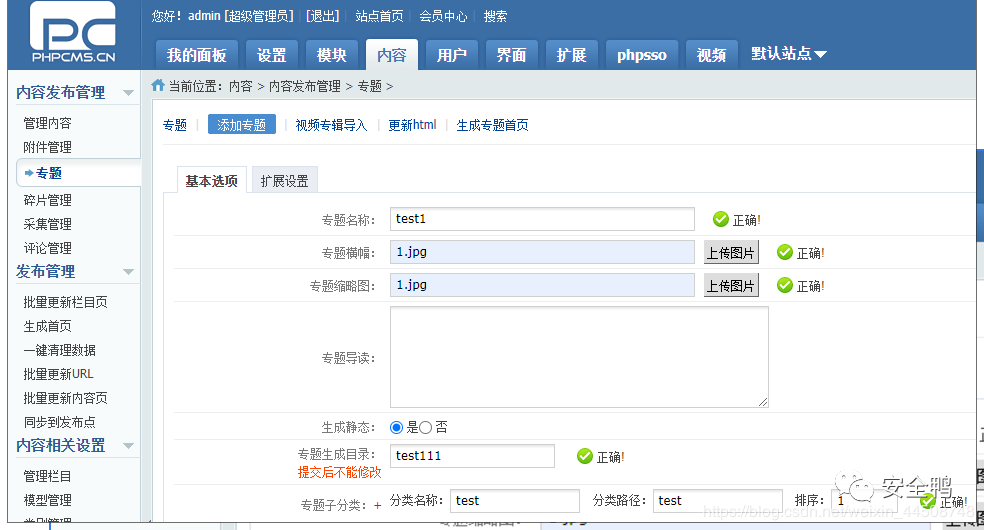 PC
PHPCMS.CN
您好！admin [超级管理员] [退出] 站点首页 会员中心 搜索
我的面板 设置 模块 内容 用户 界面 扩展 phpsso 视频 默认站点
内容发布管理
管理内容
附件管理
专题
碎片管理
采集管理
评论管理
发布管理
批量更新栏目页
生成首页
一键清理数据
批量更新URL
批量更新内容页
同步到发布点
内容相关设置
管理栏目
模型管理
类别管理
当前位置：内容 > 内容发布管理 > 专题 >
专题 添加专题 视频专辑导入 更新html 生成专题首页
基本选项 扩展设置
专题名称： test1 正确!
专题横幅： 1.jpg 上传图片 正确!
专题缩略图： 1.jpg 上传图片 正确!
专题导读：
生成静态： 是 否
专题生成目录： test111 正确!
提交后不能修改
专题子分类： + 分类名称： test 分类路径： test 排序： 1 正确!
安全鸭
专题缩略图：